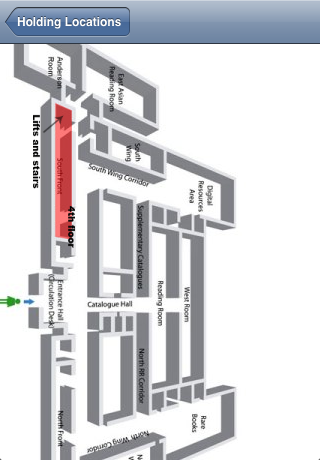 Holding Locations
Anderson
Room
East Asian
Reading Room
Lifts and stairs
South Front
4th floor
South
Wing
South Wing Corridor
Digital
Resources
Area
Supplementary Catalogues
Reading Room
West Room
Entrance Hall
(Circulation Desk)
Catalogue Hall
North RR Corridor
North Front
North Wing Corridor
Rare
Books